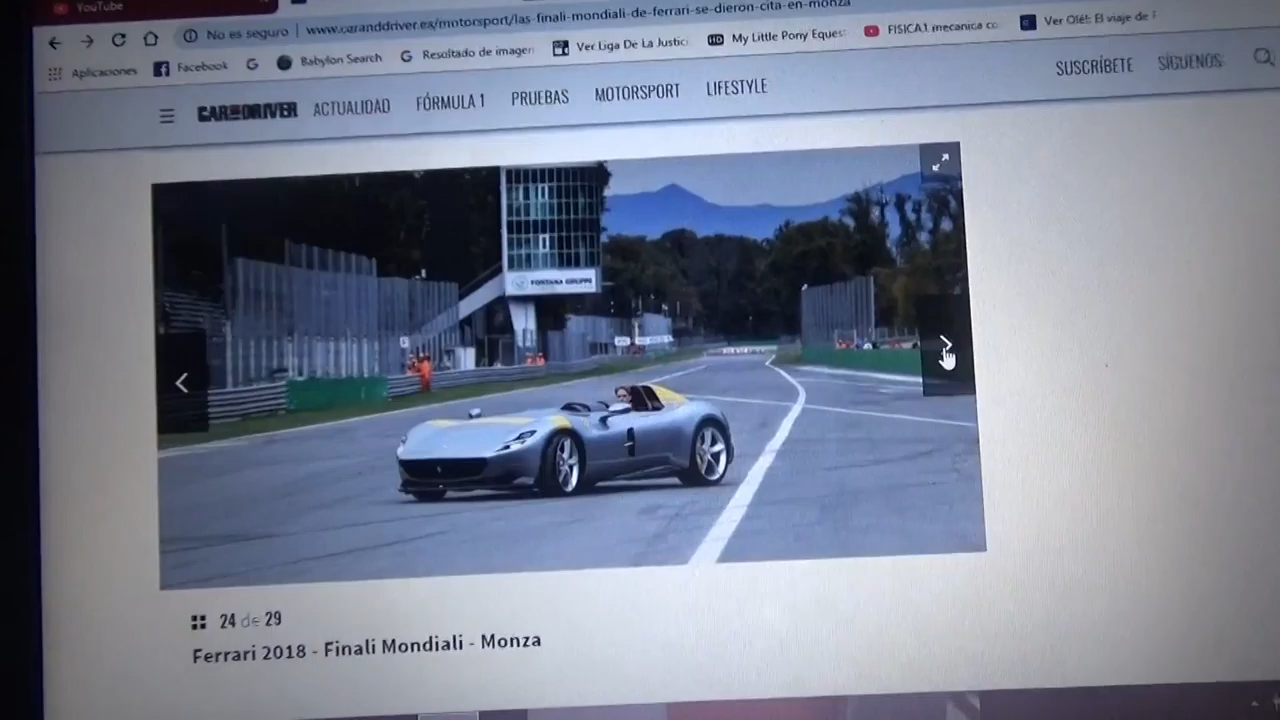 YouTube
No es seguro | www.caranddriver.es/motorsport/las-finali-mondiali-de-ferrari-se-dieron-cita-en-monza
Aplicaciones Facebook Babylon Search Resultado de imagen Ver Liga De La Justic HD My Little Pony Eques FISICA1 mecanica co Ver Olé!: El viaje de F
CAR AND DRIVER ACTUALIDAD FÓRMULA 1 PRUEBAS MOTORSPORT LIFESTYLE SUSCRÍBETE SÍGUENOS
FONTANA GRUPPO
24 de 29
Ferrari 2018 - Finali Mondiali - Monza